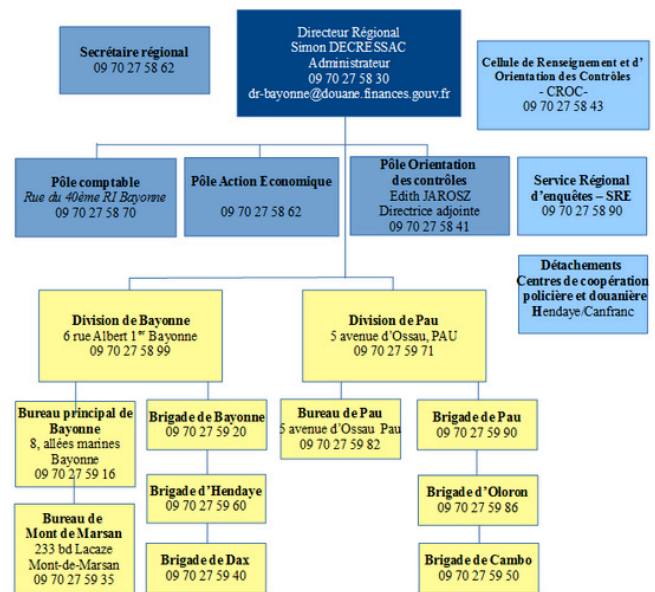 Secrétaire régional
09 70 27 58 62
Directeur Régional
Simon DECRESSAC
Administrateur
09 70 27 58 30
dr-bayonne@douane.finances.gouv.fr
Cellule de Renseignement et d'
Orientation des Contrôles
- CROC-
09 70 27 58 43
Pôle comptable
Rue du 40ème RI Bayonne
09 70 27 58 70
Pôle Action Economique
09 70 27 58 62
Pôle Orientation
des contrôles
Edith JAROSZ
Directrice adjointe
09 70 27 58 41
Service Régional
d'enquêtes – SRE
09 70 27 58 90
Détachements
Centres de coopération
policière et douanière
Hendaye/Canfranc
Division de Bayonne
6 rue Albert 1er Bayonne
09 70 27 58 99
Division de Pau
5 avenue d'Ossau, PAU
09 70 27 59 71
Bureau principal de
Bayonne
8, allées marines
Bayonne
09 70 27 59 16
Brigade de Bayonne
09 70 27 59 20
Bureau de Pau
5 avenue d'Ossau Pau
09 70 27 59 82
Brigade de Pau
09 70 27 59 90
Brigade d'Hendaye
09 70 27 59 60
Brigade d'Oloron
09 70 27 59 86
Bureau de
Mont de Marsan
233 bd Lacaze
Mont-de-Marsan
09 70 27 59 35
Brigade de Dax
09 70 27 59 40
Brigade de Cambo
09 70 27 59 50